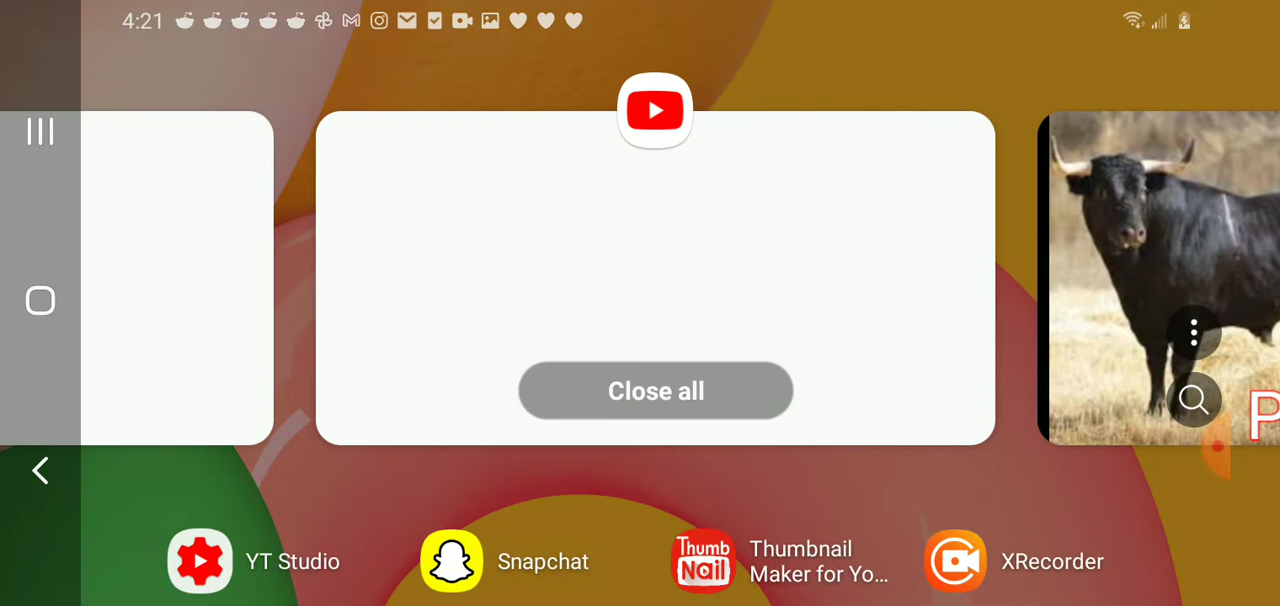 4:21
P
Close all
YT Studio
Snapchat
Thumb
Nail
Thumbnail
Maker for Yo...
XRecorder